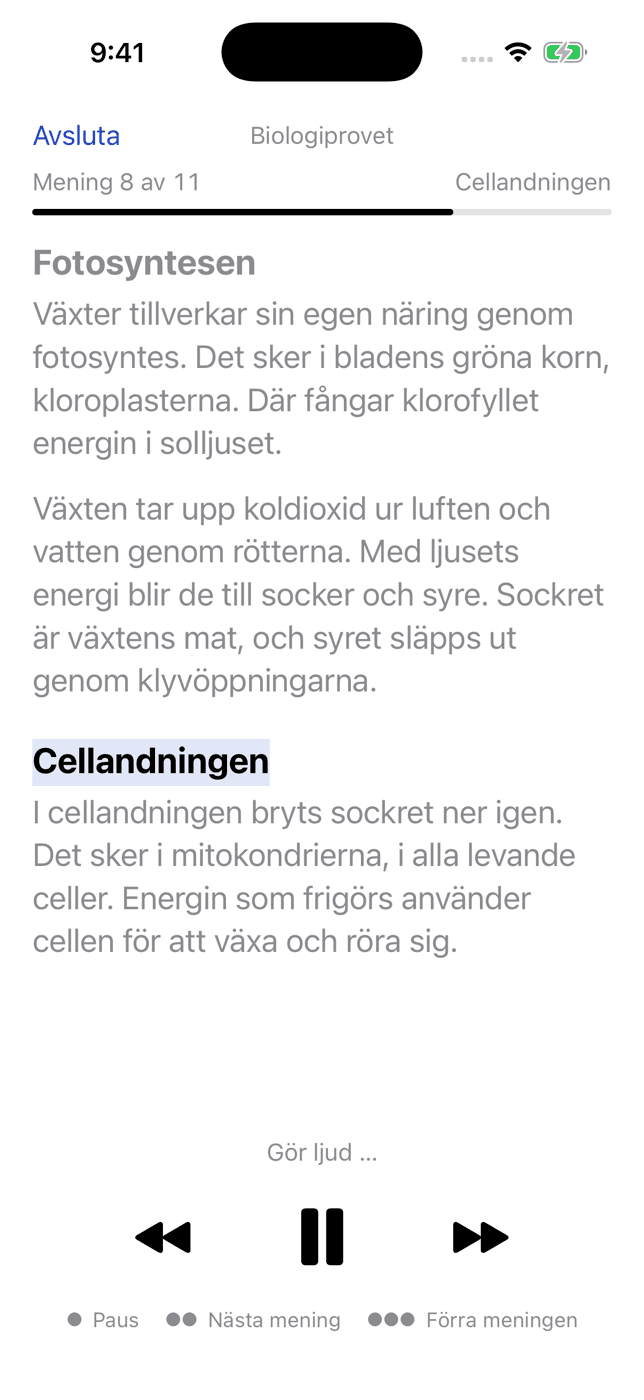 9:41
Avsluta
Biologiprovet
Mening 8 av 11
Cellandningen
Fotosyntesen
Växter tillverkar sin egen näring genom
fotosyntes. Det sker i bladens gröna korn,
kloroplasterna. Där fångar klorofyllet
energin i solljuset.
Växten tar upp koldioxid ur luften och
vatten genom rötterna. Med ljusets
energi blir de till socker och syre. Sockret
är växtens mat, och syret släpps ut
genom klyvöppningarna.
Cellandningen
I cellandningen bryts sockret ner igen.
Det sker i mitokondrierna, i alla levande
celler. Energin som frigörs använder
cellen för att växa och röra sig.
Gör ljud ...
Paus
Nästa mening
Förra meningen